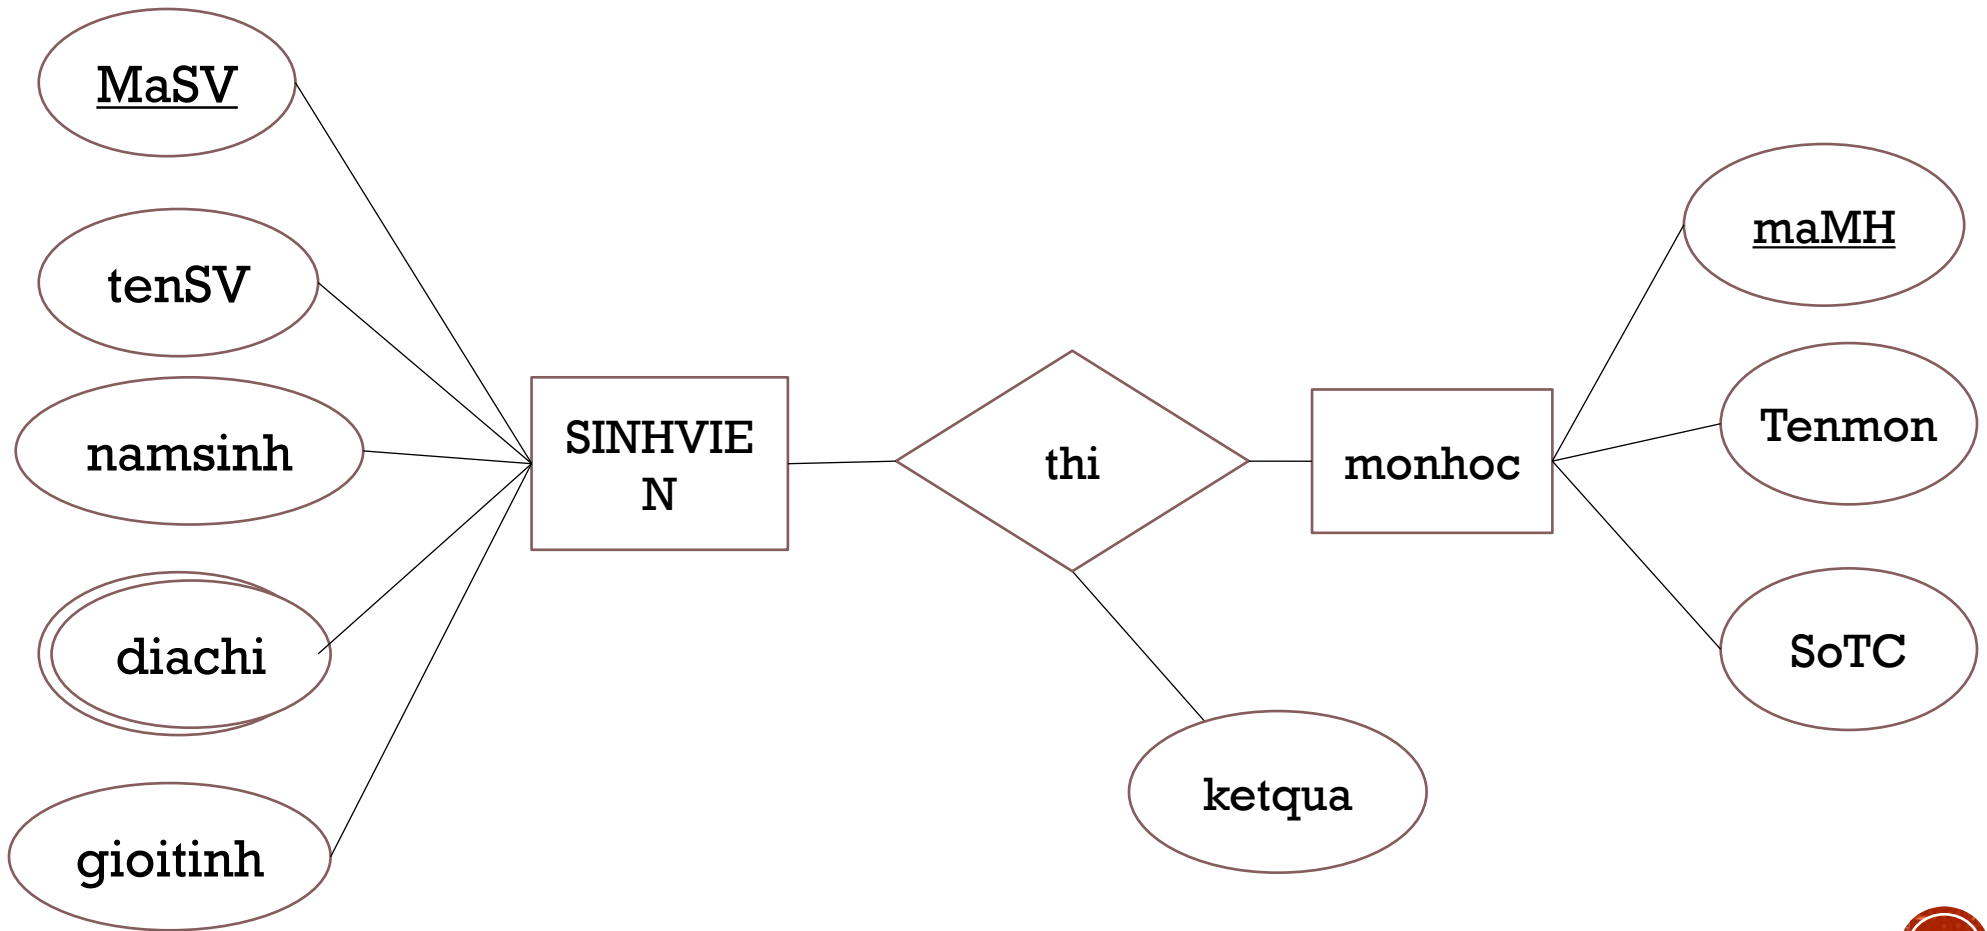 MaSV
tenSV
namsinh
diachi
gioitinh
SINHVIE
N
thi
ketqua
monhoc
maMH
Tenmon
SoTC